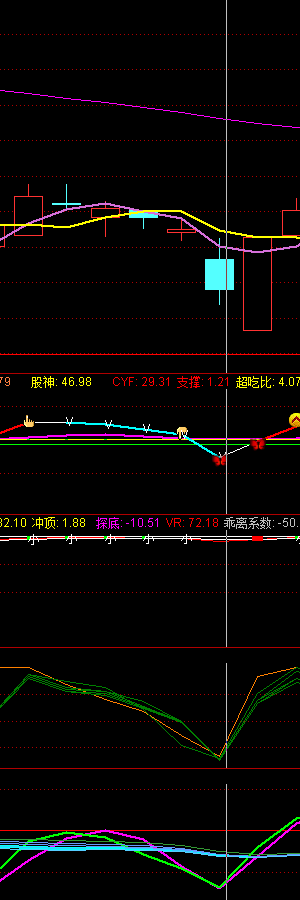 79 股神: 46.98 CYF: 29.31 支撑: 1.21 超吃比: 4.07
32.10 冲顶: 1.88 探底: -10.51 VR: 72.18 乖离系数: -50.
小 小 小 小 小